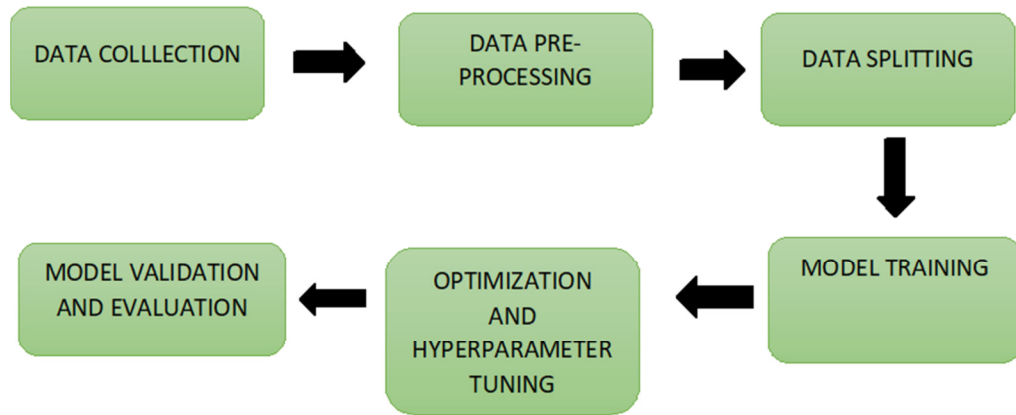 DATA COLLLECTION
DATA PRE-
PROCESSING
DATA SPLITTING
MODEL TRAINING
OPTIMIZATION
AND
HYPERPARAMETER
TUNING
MODEL VALIDATION
AND EVALUATION